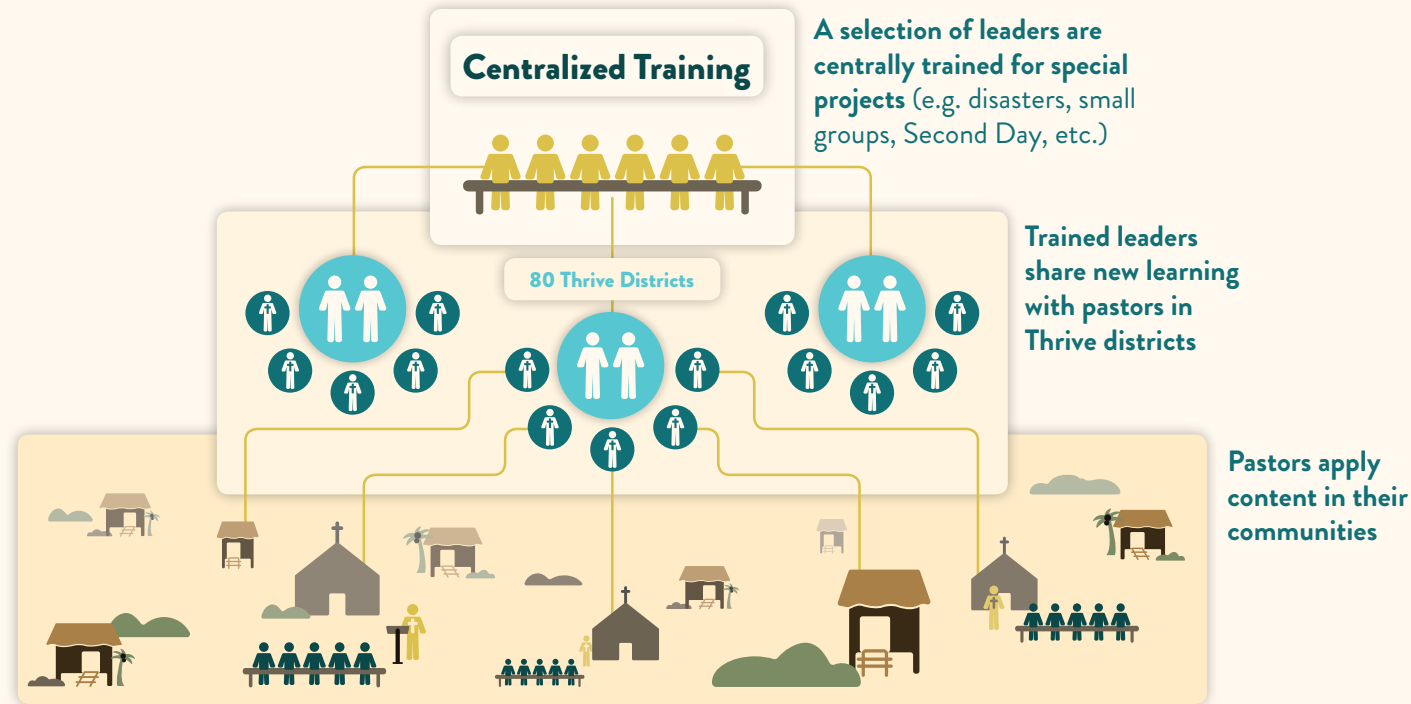 Centralized Training
A selection of leaders are
centrally trained for special
projects (e.g. disasters, small
groups, Second Day, etc.)
80 Thrive Districts
Trained leaders
share new learning
with pastors in
Thrive districts
Pastors apply
content in their
communities